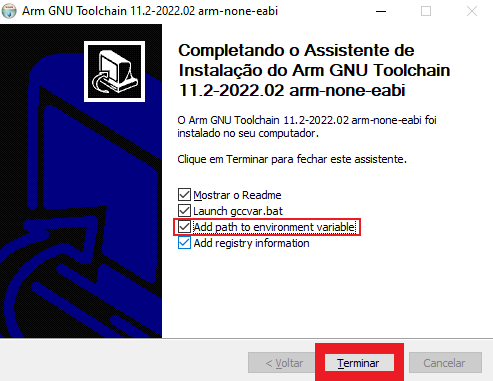 Arm GNU Toolchain 11.2-2022.02 arm-none-eabi
Completando o Assistente de
Instalação do Arm GNU Toolchain
11.2-2022.02 arm-none-eabi
O Arm GNU Toolchain 11.2-2022.02 arm-none-eabi foi
instalado no seu computador.
Clique em Terminar para fechar este assistente.
Mostrar o Readme
Launch gccvar.bat
Add path to environment variable
Add registry information
< Voltar
Terminar
Cancelar